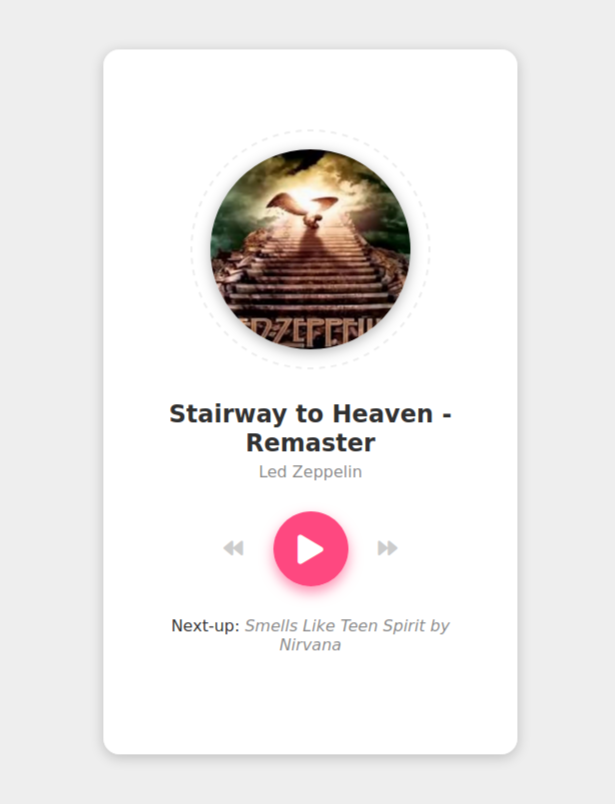 LED-ZEPPELIN
Stairway to Heaven -
Remaster
Led Zeppelin
Next-up: Smells Like Teen Spirit by
Nirvana